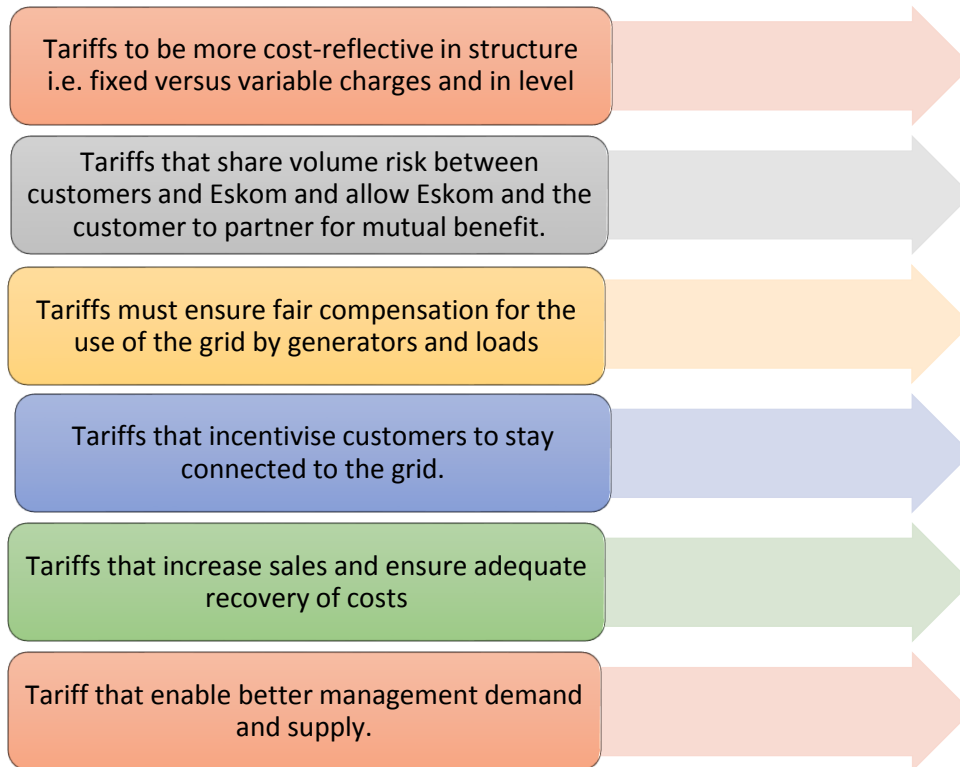 Tariffs to be more cost-reflective in structure
i.e. fixed versus variable charges and in level
Tariffs that share volume risk between
customers and Eskom and allow Eskom and the
customer to partner for mutual benefit.
Tariffs must ensure fair compensation for the
use of the grid by generators and loads
Tariffs that incentivise customers to stay
connected to the grid.
Tariffs that increase sales and ensure adequate
recovery of costs
Tariff that enable better management demand
and supply.